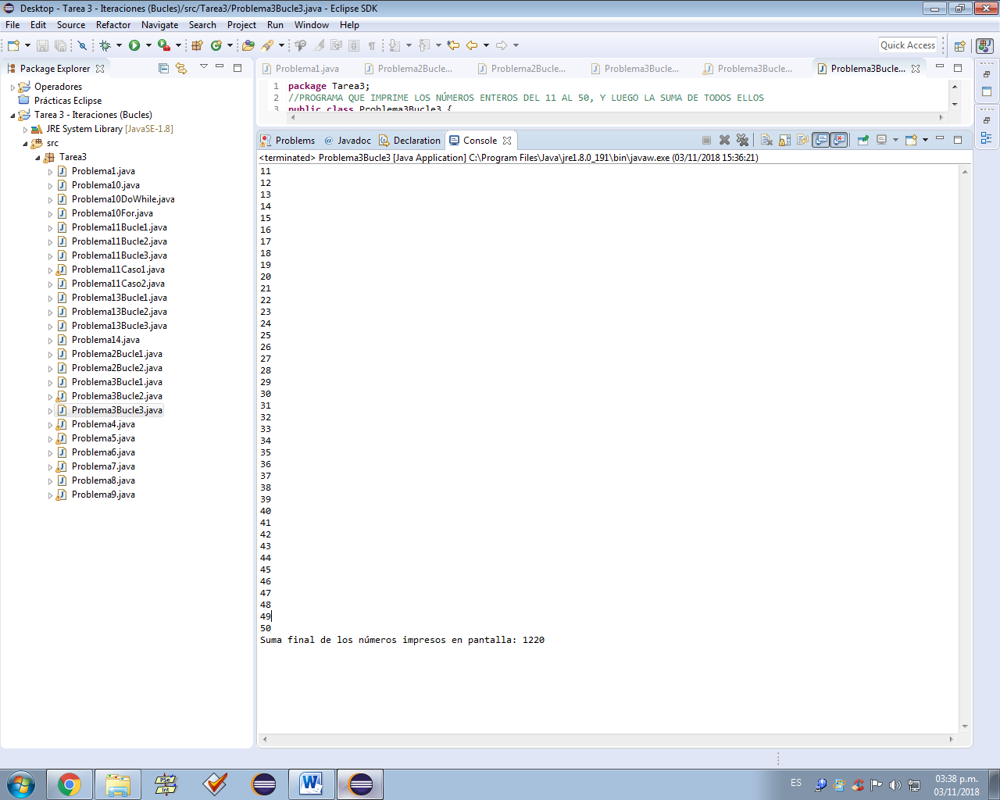 Desktop - Tarea 3 - Iteraciones (Bucles)/src/Tarea3/Problema3Bucle3.java - Eclipse SDK
File Edit Source Refactor Navigate Search Project Run Window Help
Quick Access
Package Explorer
Operadores
Prácticas Eclipse
Tarea 3 - Iteraciones (Bucles)
JRE System Library [JavaSE-1.8]
src
Tarea3
Problema1.java
Problema10.java
Problema10DoWhile.java
Problema10For.java
Problema11Bucle1.java
Problema11Bucle2.java
Problema11Bucle3.java
Problema11Caso1.java
Problema11Caso2.java
Problema13Bucle1.java
Problema13Bucle2.java
Problema13Bucle3.java
Problema14.java
Problema2Bucle1.java
Problema2Bucle2.java
Problema3Bucle1.java
Problema3Bucle2.java
Problema3Bucle3.java
Problema4.java
Problema5.java
Problema6.java
Problema7.java
Problema8.java
Problema9.java
Problema1.java Problema2Bucle... Problema2Bucle... Problema3Bucle... Problema3Bucle... Problema3Bucle...
1 package Tarea3;
2 //PROGRAMA QUE IMPRIME LOS NÚMEROS ENTEROS DEL 11 AL 50, Y LUEGO LA SUMA DE TODOS ELLOS
3 public class Problema3Bucle3 {
Problems @ Javadoc Declaration Console
<terminated> Problema3Bucle3 [Java Application] C:\Program Files\Java\jre1.8.0_191\bin\javaw.exe (03/11/2018 15:36:21)
11
12
13
14
15
16
17
18
19
20
21
22
23
24
25
26
27
28
29
30
31
32
33
34
35
36
37
38
39
40
41
42
43
44
45
46
47
48
49
50
Suma final de los números impresos en pantalla: 1220
PSe
Int
ES
03:38 p.m.
03/11/2018